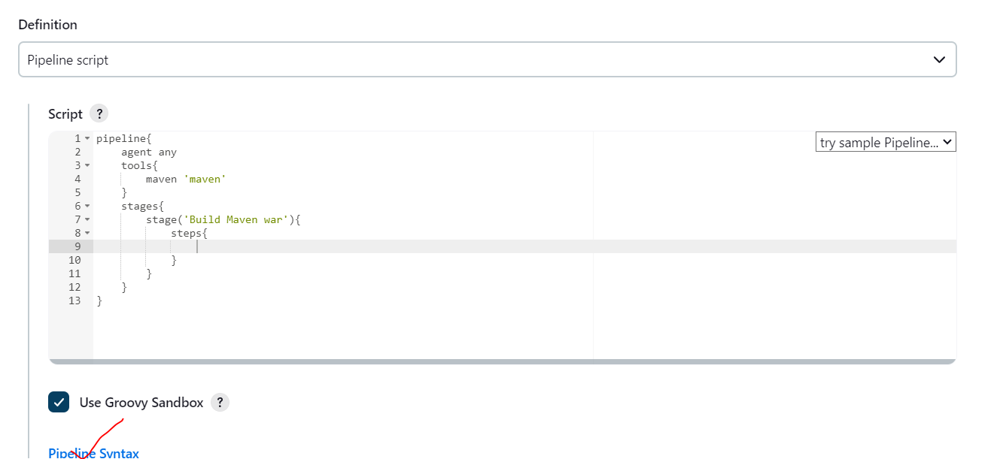 Definition
Pipeline script
Script ?
try sample Pipeline...
1 pipeline{
2     agent any
3     tools{
4         maven 'maven'
5     }
6     stages{
7         stage('Build Maven war'){
8             steps{
9
10             }
11         }
12     }
13 }
Use Groovy Sandbox ?
Pipeline Syntax